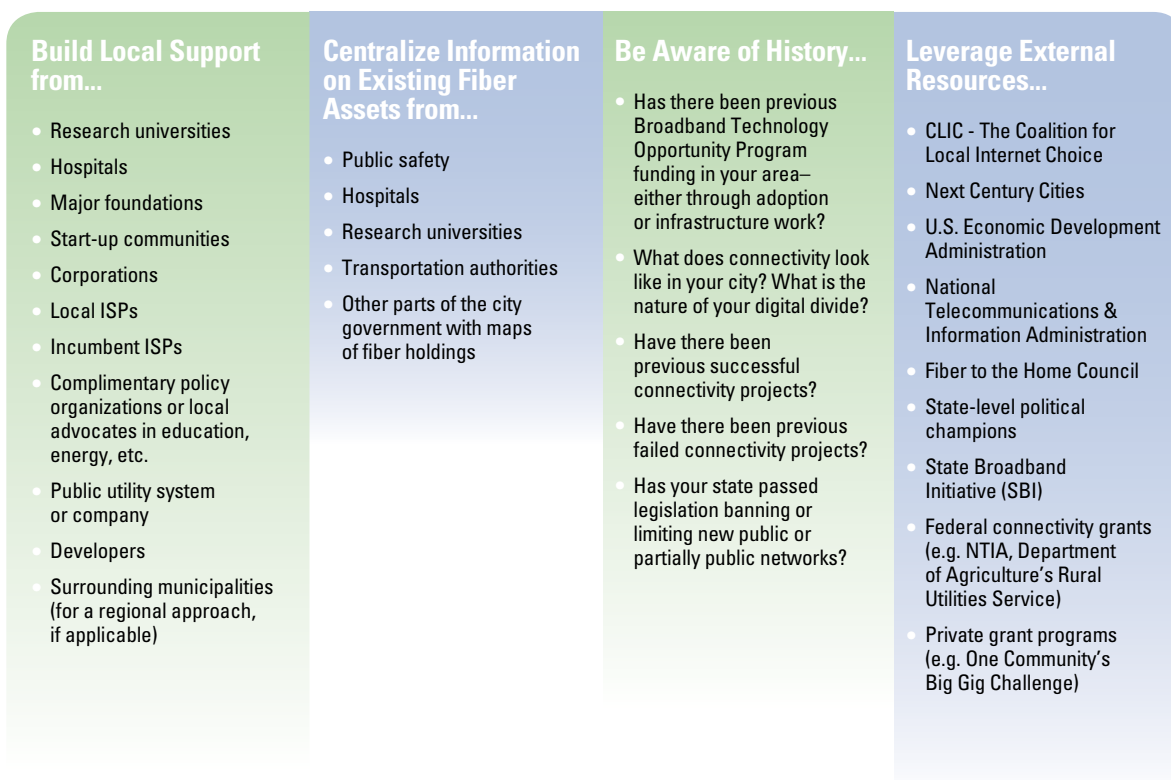 Build Local Support
from...
• Research universities
• Hospitals
• Major foundations
• Start-up communities
• Corporations
• Local ISPs
• Incumbent ISPs
• Complimentary policy
organizations or local
advocates in education,
energy, etc.
• Public utility system
or company
• Developers
• Surrounding municipalities
(for a regional approach,
if applicable)
Centralize Information
on Existing Fiber
Assets from...
• Public safety
• Hospitals
• Research universities
• Transportation authorities
• Other parts of the city
government with maps
of fiber holdings
Be Aware of History...
• Has there been previous
Broadband Technology
Opportunity Program
funding in your area–
either through adoption
or infrastructure work?
• What does connectivity look
like in your city? What is the
nature of your digital divide?
• Have there been
previous successful
connectivity projects?
• Have there been previous
failed connectivity projects?
• Has your state passed
legislation banning or
limiting new public or
partially public networks?
Leverage External
Resources...
• CLIC - The Coalition for
Local Internet Choice
• Next Century Cities
• U.S. Economic Development
Administration
• National
Telecommunications &
Information Administration
• Fiber to the Home Council
• State-level political
champions
• State Broadband
Initiative (SBI)
• Federal connectivity grants
(e.g. NTIA, Department
of Agriculture's Rural
Utilities Service)
• Private grant programs
(e.g. One Community's
Big Gig Challenge)